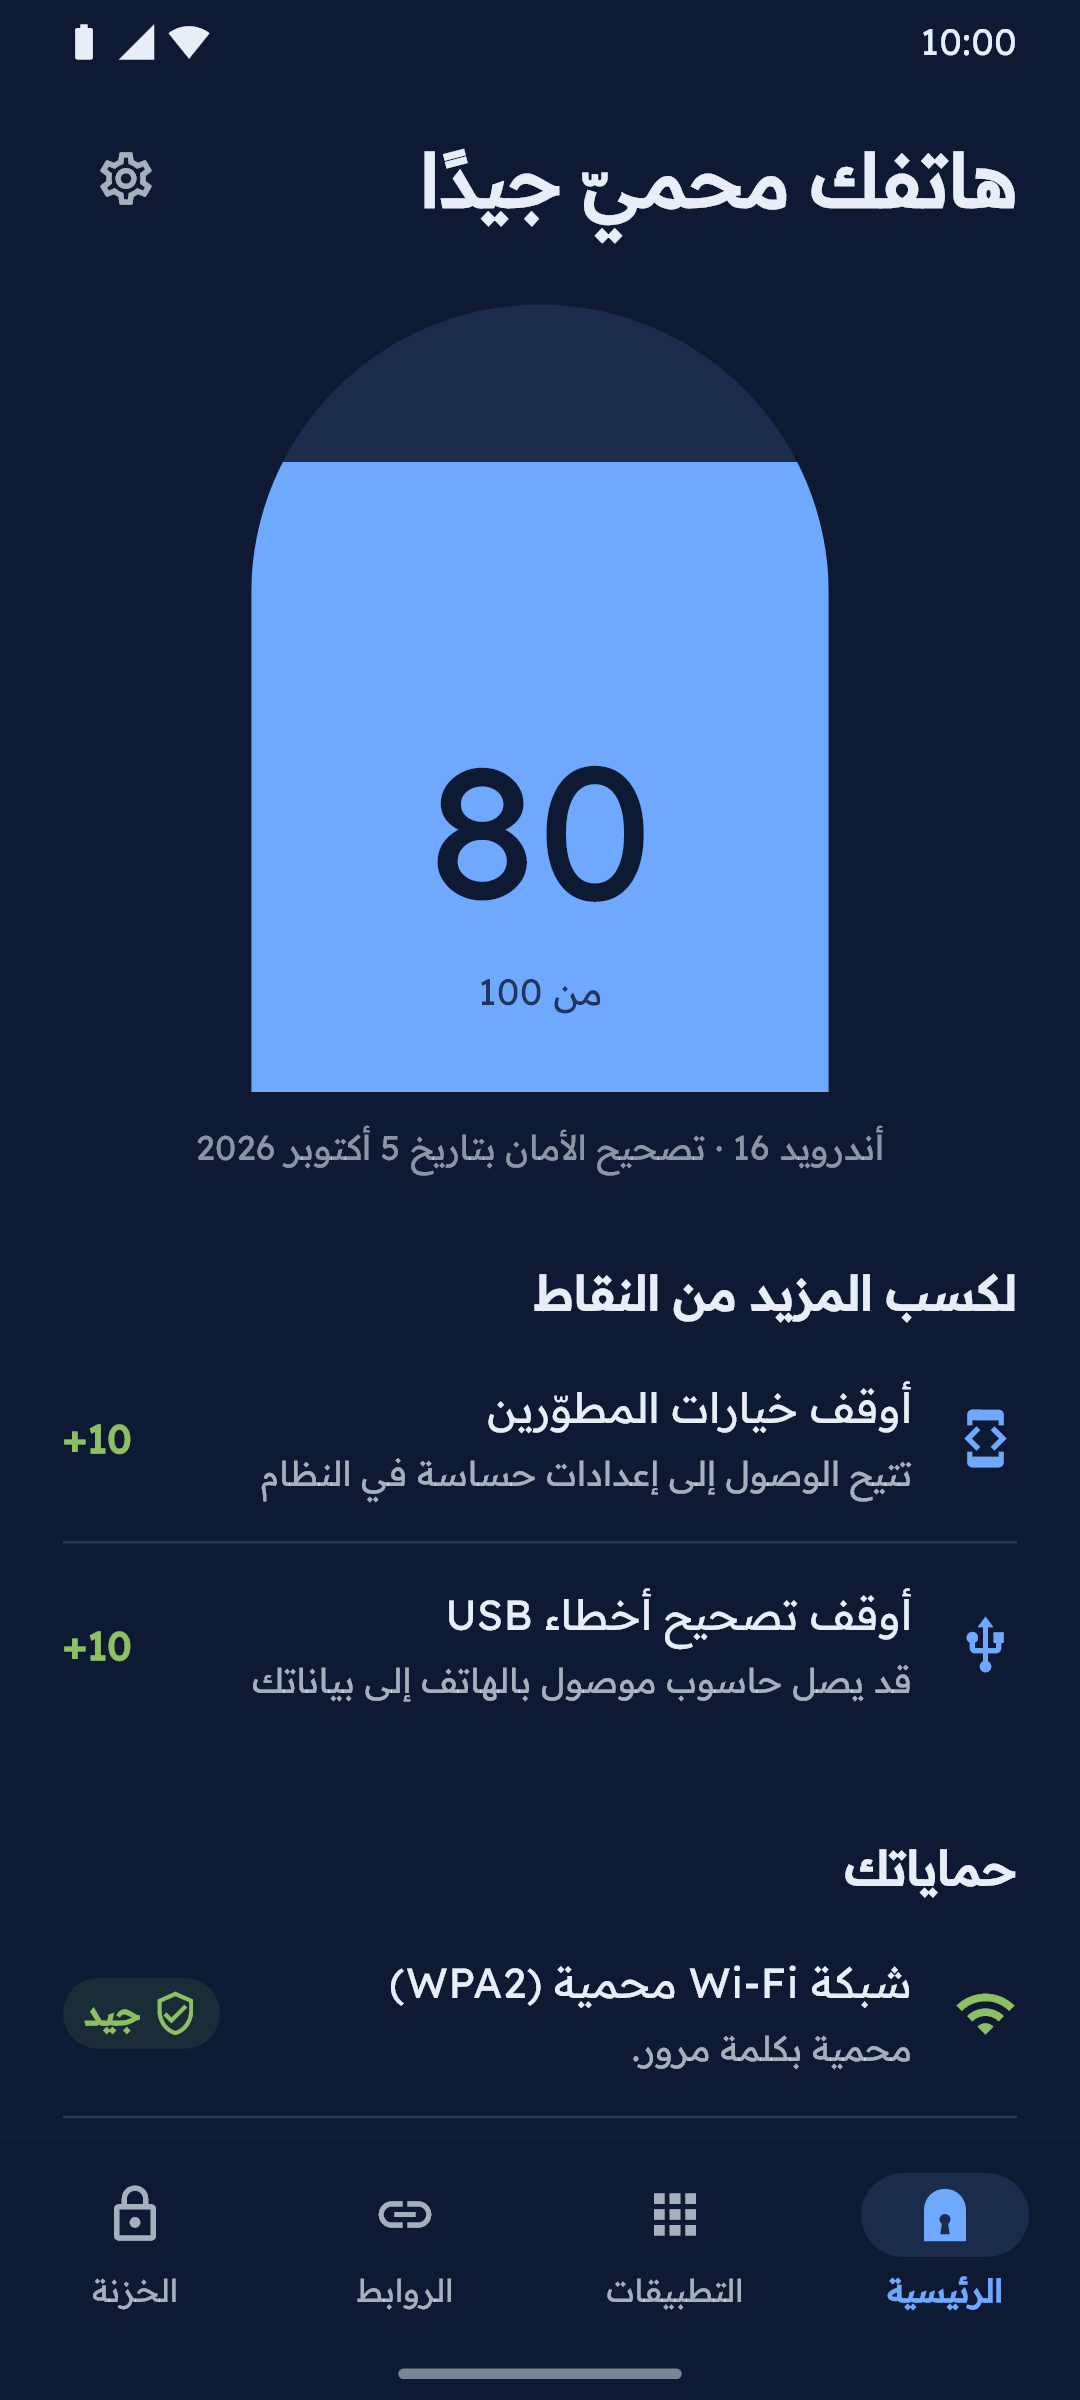 10:00
هاتفك محميّ جيدًا
80
من 100
أندرويد 16 · تصحيح الأمان بتاريخ 5 أكتوبر 2026
لكسب المزيد من النقاط
أوقف خيارات المطوّرين
تتيح الوصول إلى إعدادات حساسة في النظام
+10
أوقف تصحيح أخطاء USB
قد يصل حاسوب موصول بالهاتف إلى بياناتك
+10
حماياتك
شبكة Wi-Fi محمية (WPA2)
محمية بكلمة مرور.
جيد
الرئيسية
التطبيقات
الروابط
الخزنة